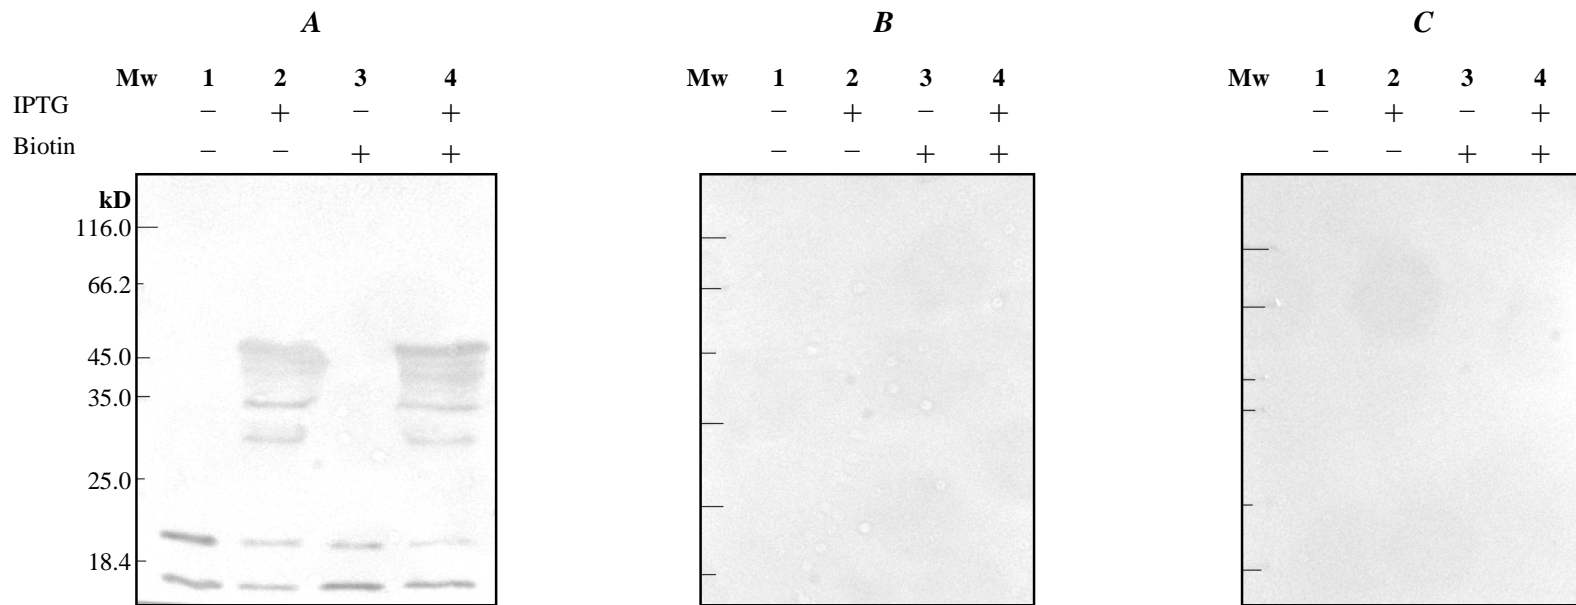 A B C
Mw 1 2 3 4 Mw 1 2 3 4 Mw 1 2 3 4
IPTG − + − + − + − + − + − +
Biotin − − + + − − + + − − + +
kD
116.0
66.2
45.0
35.0
25.0
18.4